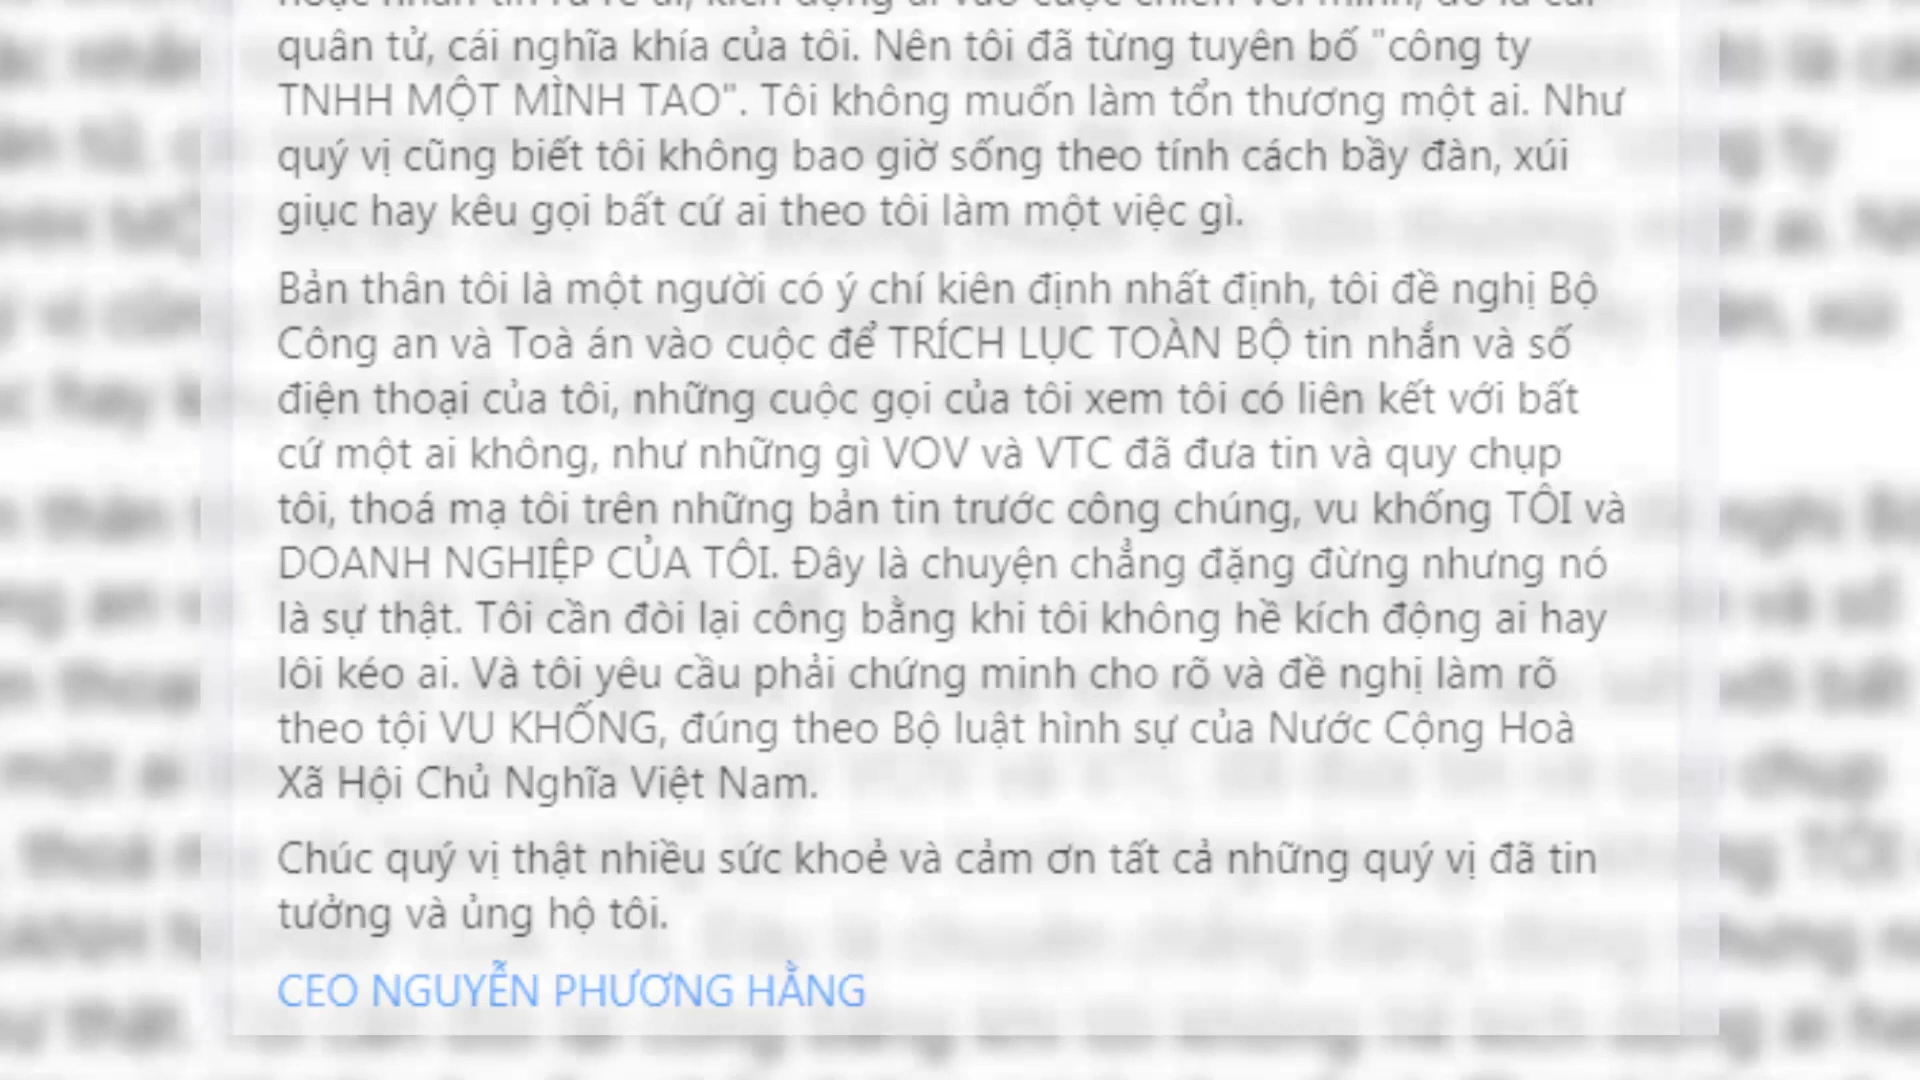 quân tử, cái nghĩa khía của tôi. Nên tôi đã từng tuyên bố "công ty
TNHH MỘT MÌNH TAO". Tôi không muốn làm tổn thương một ai. Như
quý vị cũng biết tôi không bao giờ sống theo tính cách bầy đàn, xúi
giục hay kêu gọi bất cứ ai theo tôi làm một việc gì.
Bản thân tôi là một người có ý chí kiên định nhất định, tôi đề nghị Bộ
Công an và Toà án vào cuộc để TRÍCH LỤC TOÀN BỘ tin nhắn và số
điện thoại của tôi, những cuộc gọi của tôi xem tôi có liên kết với bất
cứ một ai không, như những gì VOV và VTC đã đưa tin và quy chụp
tôi, thoá mạ tôi trên những bản tin trước công chúng, vu khống TÔI và
DOANH NGHIỆP CỦA TÔI. Đây là chuyện chẳng đặng đừng nhưng nó
là sự thật. Tôi cần đòi lại công bằng khi tôi không hề kích động ai hay
lôi kéo ai. Và tôi yêu cầu phải chứng minh cho rõ và đề nghị làm rõ
theo tội VU KHỐNG, đúng theo Bộ luật hình sự của Nước Cộng Hoà
Xã Hội Chủ Nghĩa Việt Nam.
Chúc quý vị thật nhiều sức khoẻ và cảm ơn tất cả những quý vị đã tin
tưởng và ủng hộ tôi.
CEO NGUYỄN PHƯƠNG HẰNG